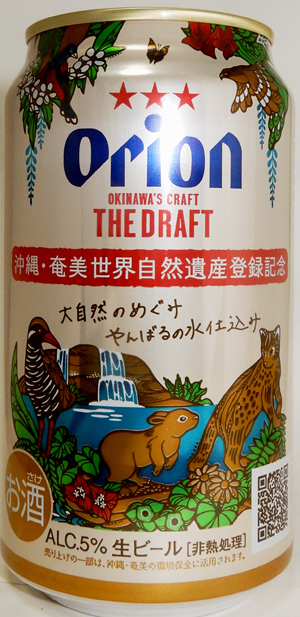 Orion
OKINAWA'S CRAFT
THE DRAFT
沖縄・奄美世界自然遺産登録記念
大自然のめぐみ
やんばるの水仕込み
さけ
お酒
ALC.5% 生ビール [非熱処理]
売り上げの一部は、沖縄・奄美の環境保全に活用されます。